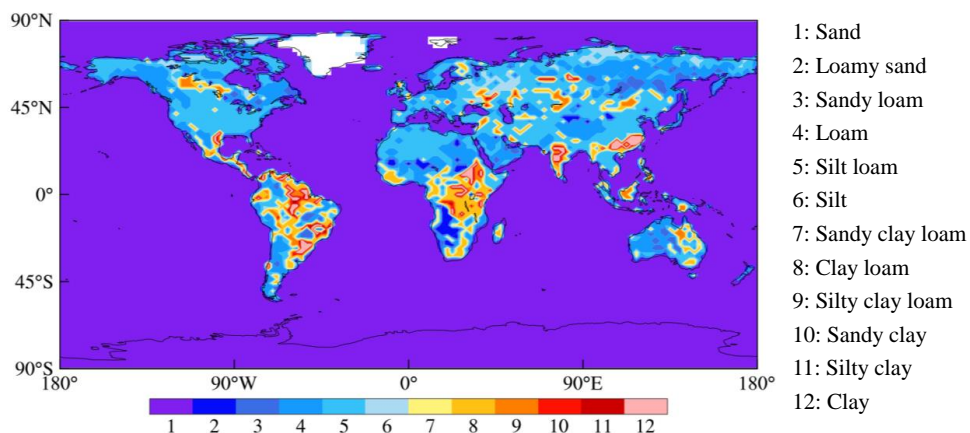 90°N
45°N
0°
45°S
90°S
180°
90°W
0°
90°E
180°
1 2 3 4 5 6 7 8 9 10 11 12
1: Sand
2: Loamy sand
3: Sandy loam
4: Loam
5: Silt loam
6: Silt
7: Sandy clay loam
8: Clay loam
9: Silty clay loam
10: Sandy clay
11: Silty clay
12: Clay